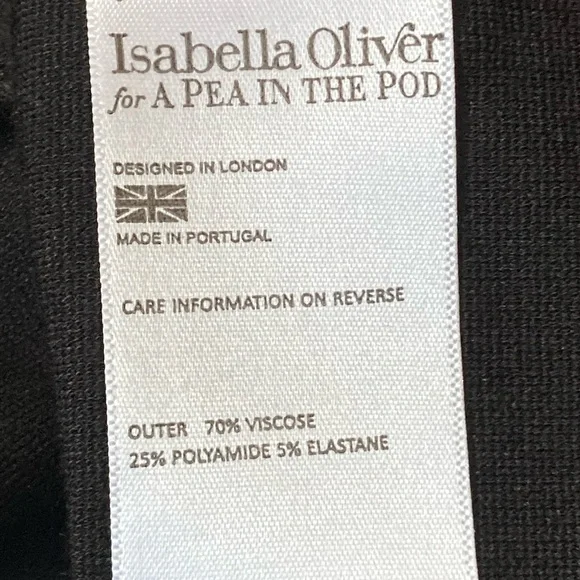 Isabella Oliver
for A PEA IN THE POD
DESIGNED IN LONDON
MADE IN PORTUGAL
CARE INFORMATION ON REVERSE
OUTER 70% VISCOSE
25% POLYAMIDE 5% ELASTANE